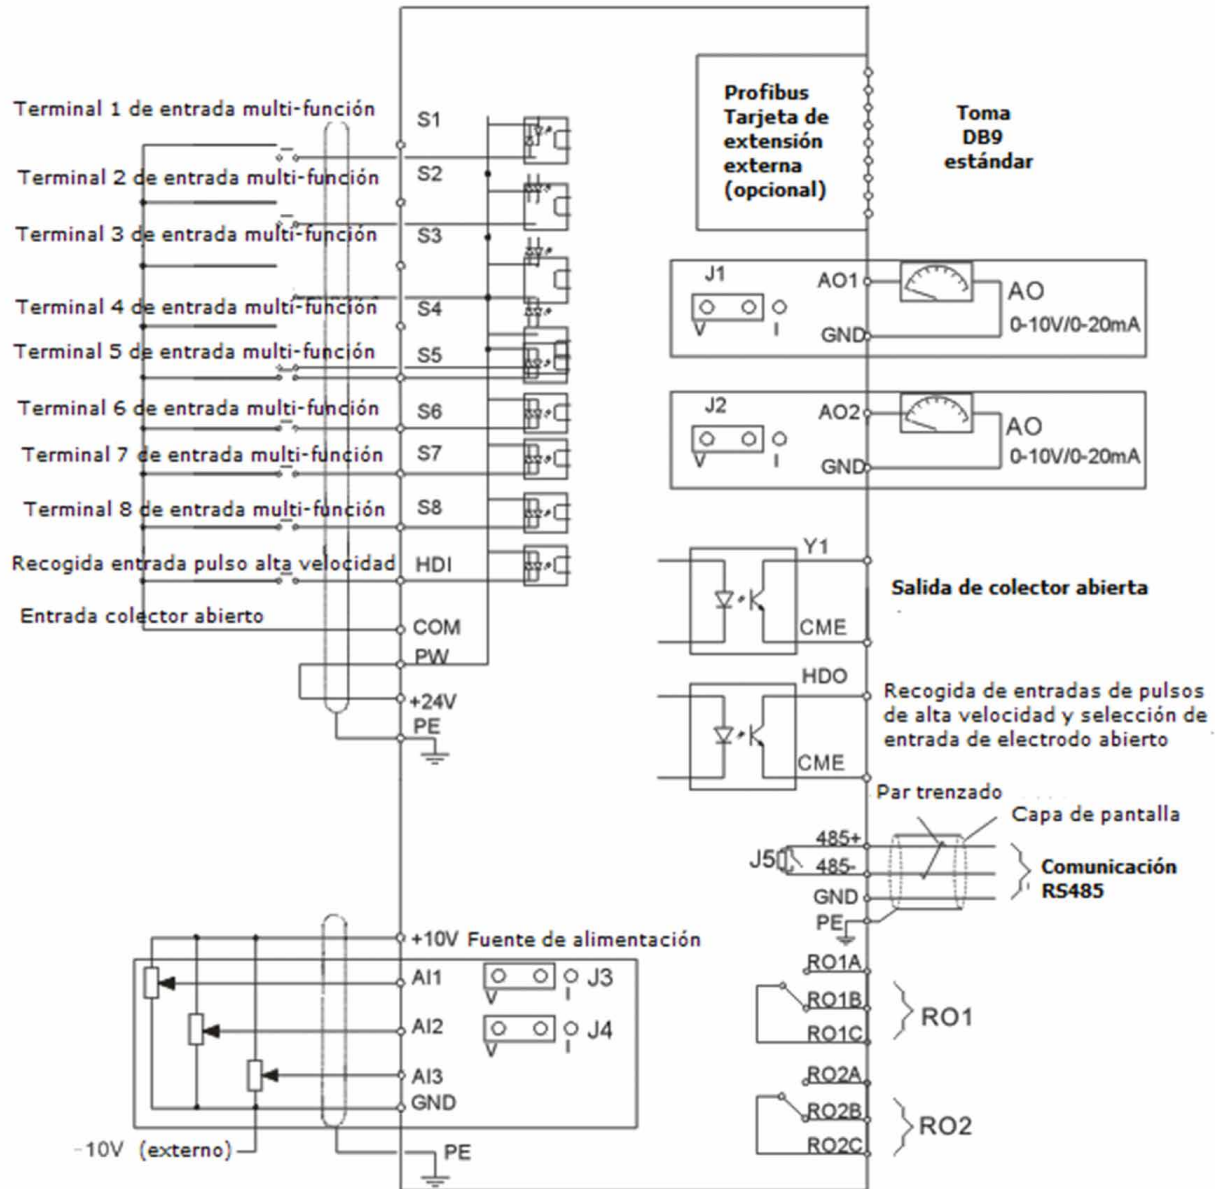 Terminal 1 de entrada multi-función
S1
Terminal 2 de entrada multi-función
S2
Terminal 3 de entrada multi-función
S3
Terminal 4 de entrada multi-función
S4
Terminal 5 de entrada multi-función
S5
Terminal 6 de entrada multi-función
S6
Terminal 7 de entrada multi-función
S7
Terminal 8 de entrada multi-función
S8
Recogida entrada pulso alta velocidad
HDI
Entrada colector abierto
COM
PW
+24V
PE
+10V Fuente de alimentación
AI1
J3
V
I
AI2
J4
V
I
AI3
GND
-10V (externo)
PE
Profibus
Tarjeta de
extensión
externa
(opcional)
Toma
DB9
estándar
J1
V
I
AO1
GND
AO
0-10V/0-20mA
J2
V
I
AO2
GND
AO
0-10V/0-20mA
Y1
CME
Salida de colector abierta
HDO
CME
Recogida de entradas de pulsos
de alta velocidad y selección de
entrada de electrodo abierto
Par trenzado
Capa de pantalla
J5
485+
485-
GND
PE
Comunicación
RS485
RO1A
RO1B
RO1C
RO1
RO2A
RO2B
RO2C
RO2